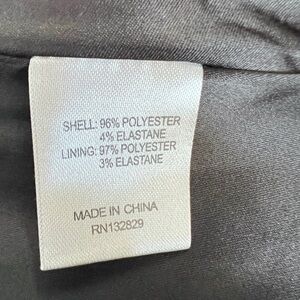 SHELL: 96% POLYESTER
4% ELASTANE
LINING: 97% POLYESTER
3% ELASTANE
MADE IN CHINA
RN132829